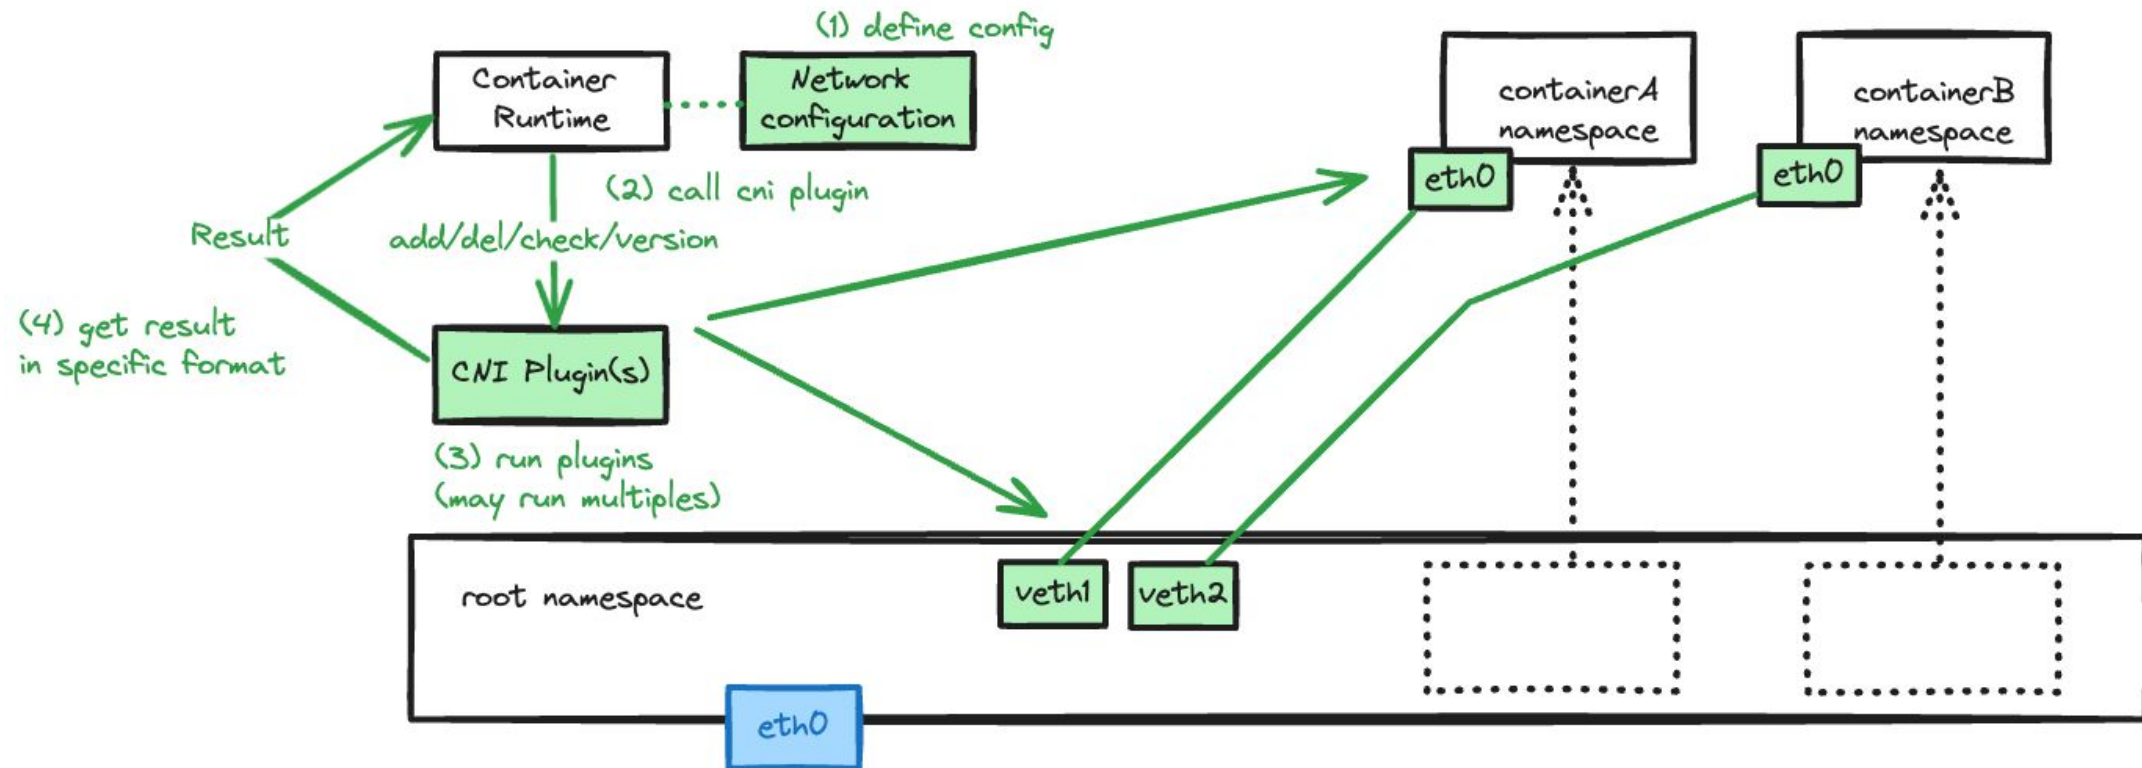 (1) define config
Container
Runtime
Network
configuration
containerA
namespace
containerB
namespace
eth0
eth0
(2) call cni plugin
Result
add/del/check/version
(4) get result
in specific format
CNI Plugin(s)
(3) run plugins
(may run multiples)
root namespace
veth1
veth2
eth0